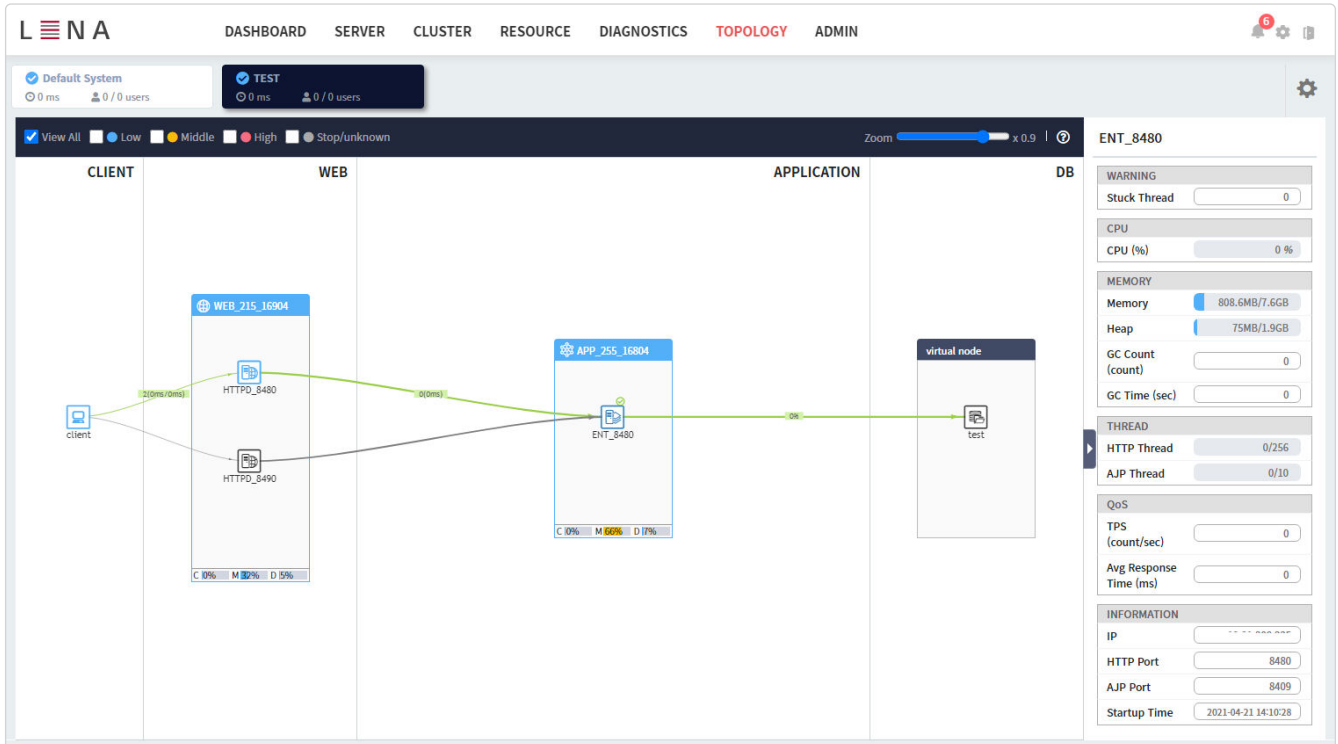 LENA DASHBOARD SERVER CLUSTER RESOURCE DIAGNOSTICS TOPOLOGY ADMIN 6
Default System
0 ms 0 / 0 users
TEST
0 ms 0 / 0 users
View All Low Middle High Stop/unknown Zoom x 0.9
CLIENT WEB APPLICATION DB
WEB_215_16904
HTTPD_8480
2(0ms/0ms)
0(0ms)
client
HTTPD_8490
C 0% M 32% D 5%
APP_255_16804
ENT_8480
C 0% M 66% D 7%
0%
virtual node
test
ENT_8480
WARNING
Stuck Thread 0
CPU
CPU (%) 0 %
MEMORY
Memory 808.6MB/7.6GB
Heap 75MB/1.9GB
GC Count
(count) 0
GC Time (sec) 0
THREAD
HTTP Thread 0/256
AJP Thread 0/10
QoS
TPS
(count/sec) 0
Avg Response
Time (ms) 0
INFORMATION
IP
HTTP Port 8480
AJP Port 8409
Startup Time 2021-04-21 14:10:28